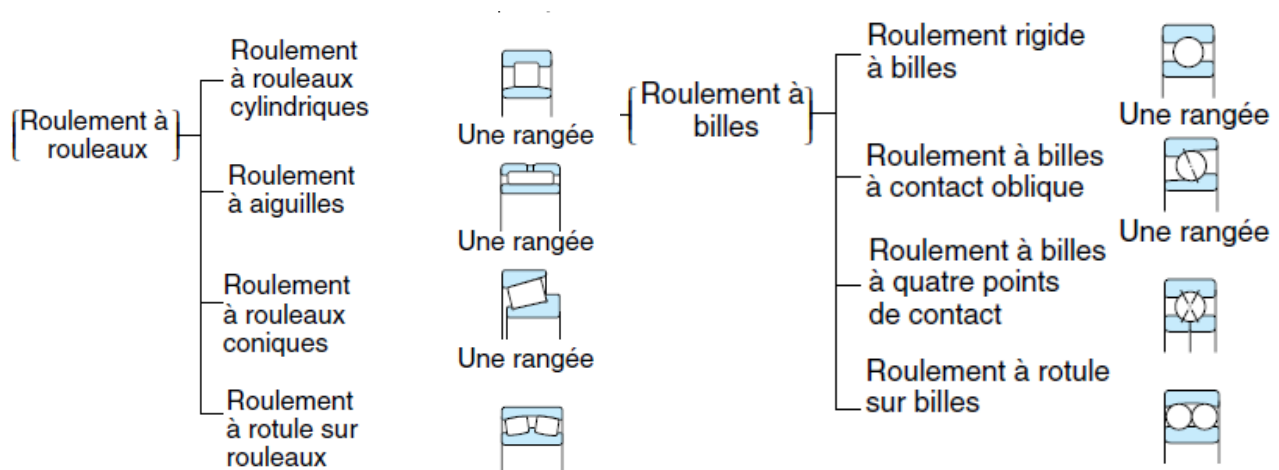 Roulement à
rouleaux
Roulement
à rouleaux
cylindriques
Une rangée
Roulement
à aiguilles
Une rangée
Roulement
à rouleaux
coniques
Une rangée
Roulement
à rotule sur
rouleaux
Roulement à
billes
Roulement rigide
à billes
Une rangée
Roulement à billes
à contact oblique
Une rangée
Roulement à billes
à quatre points
de contact
Roulement à rotule
sur billes